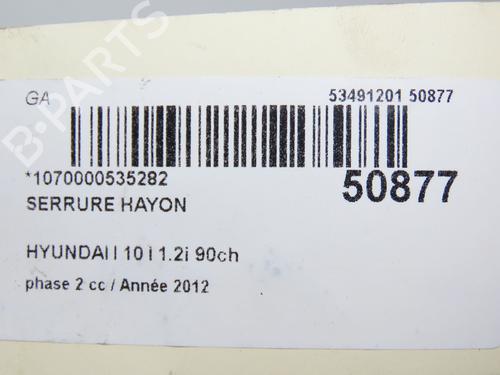 GA
53491201 50877
*1070000535282
50877
SERRURE HAYON
HYUNDAI I 10 I 1.2i 90ch
phase 2 cc / Année 2012
B-PARTS